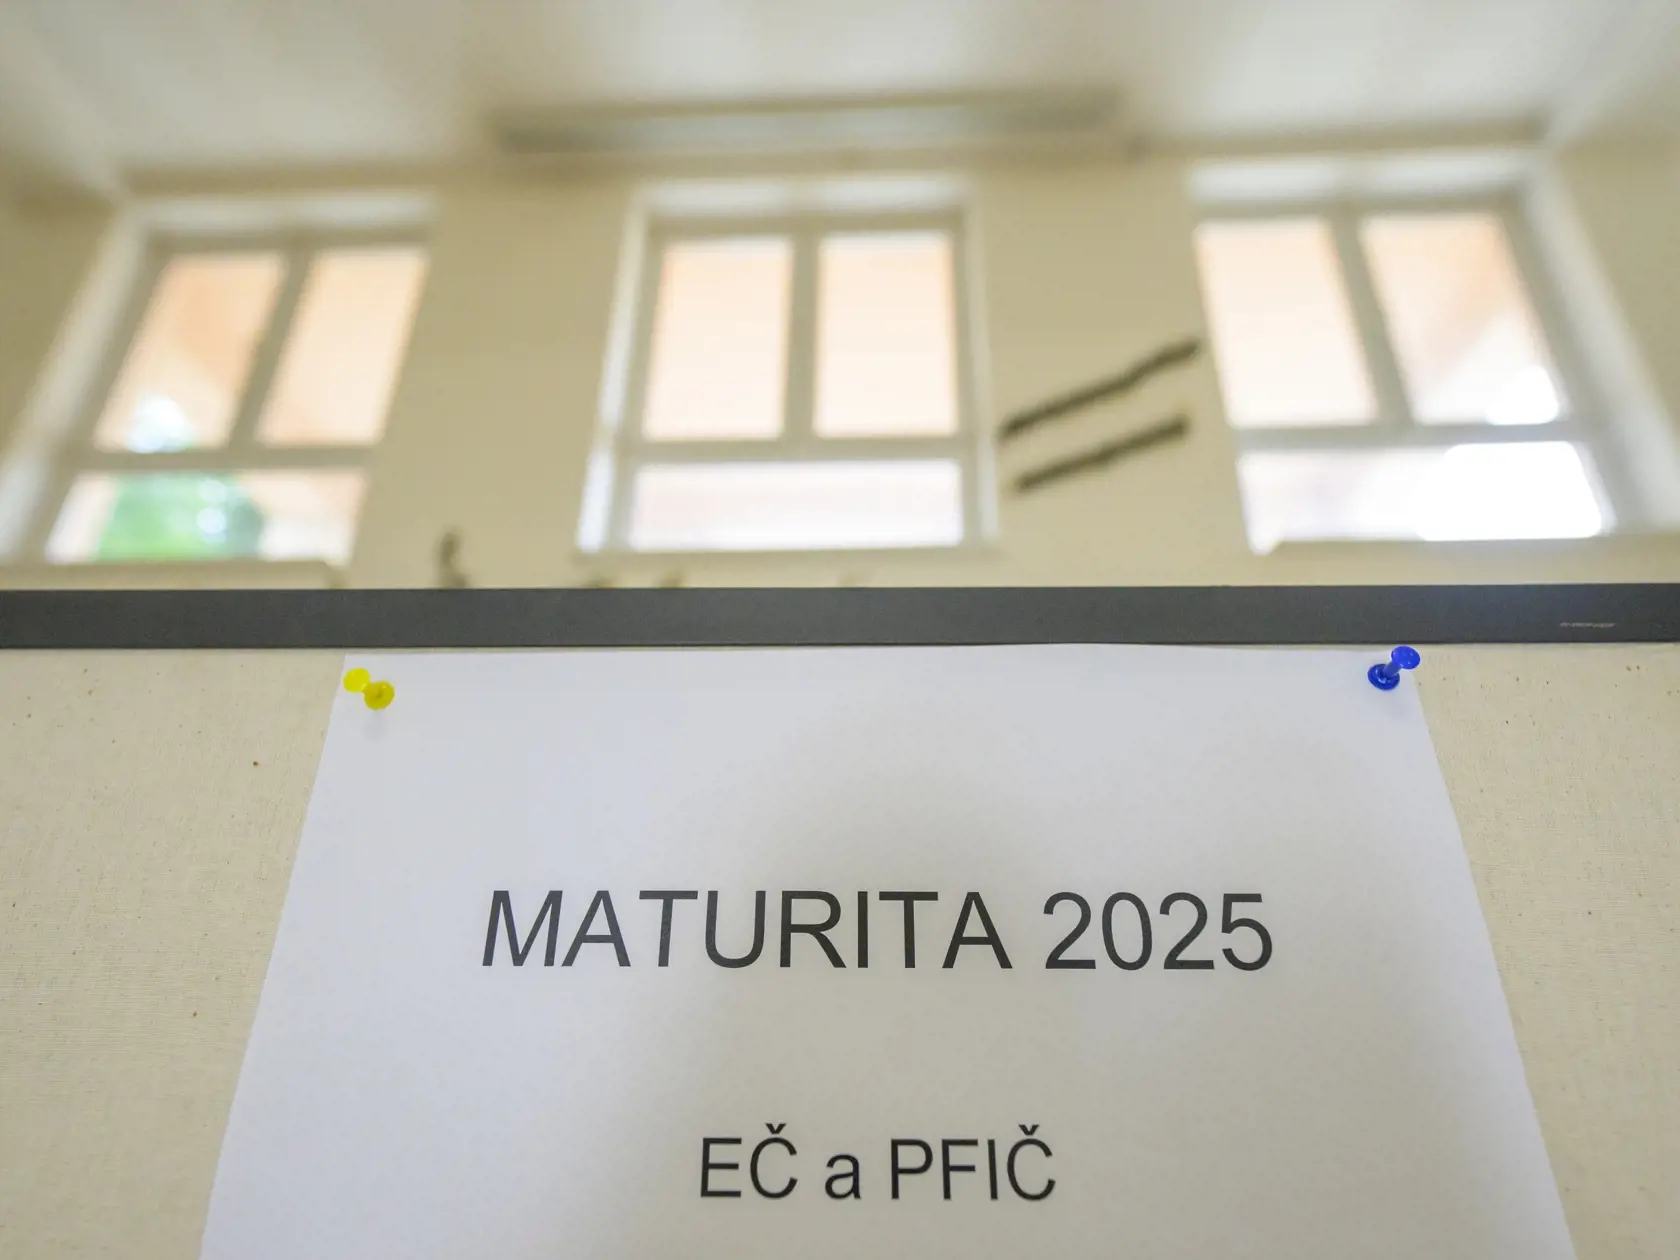 MATURITA 2025
EČ a PFIČ